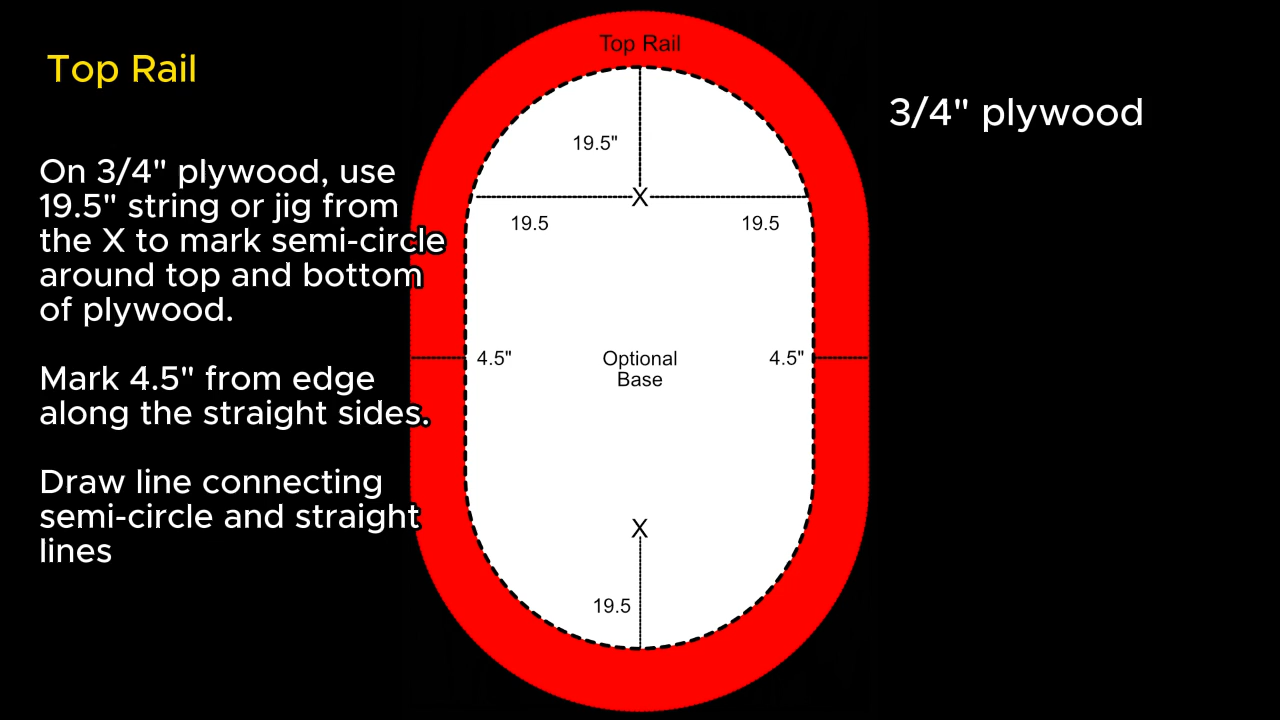 Top Rail
On 3/4" plywood, use
19.5" string or jig from
the X to mark semi-circle
around top and bottom
of plywood.
Mark 4.5" from edge
along the straight sides.
Draw line connecting
semi-circle and straight
lines
Top Rail
19.5"
X
19.5
19.5
4.5"
Optional
Base
4.5"
X
19.5
3/4" plywood